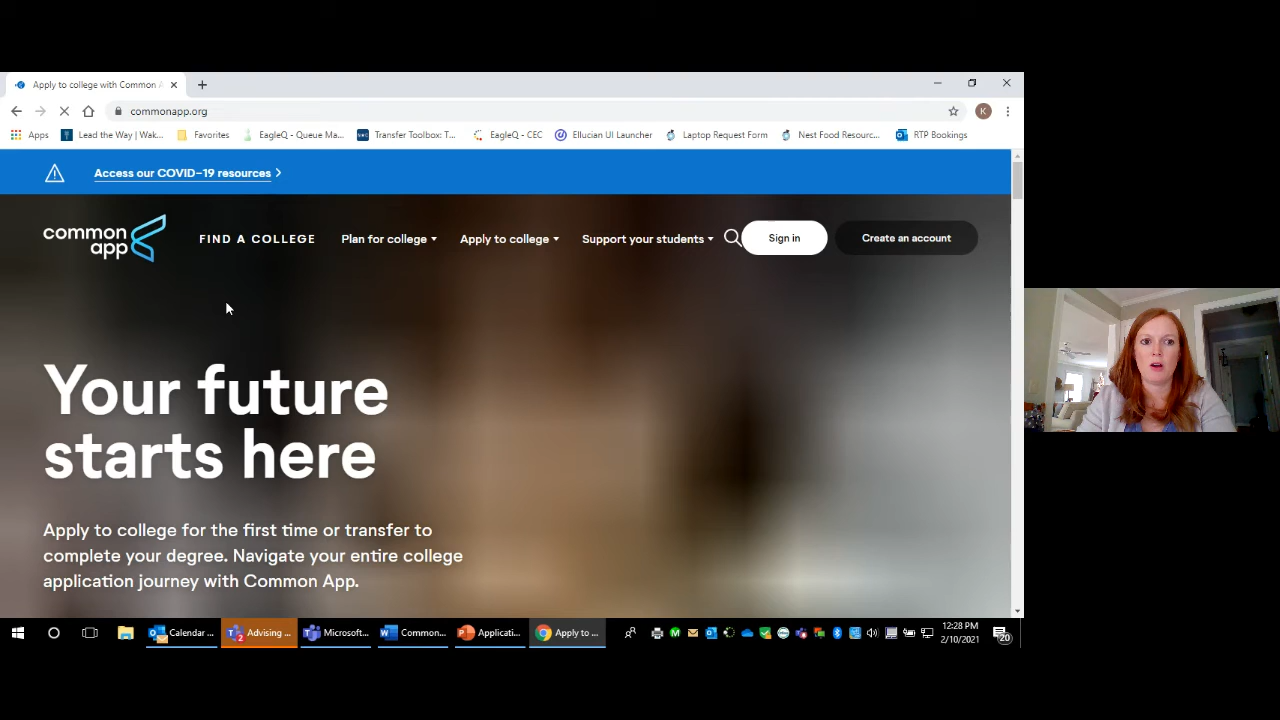 Apply to college with Common A
commonapp.org
K
Apps
Lead the Way | Wak...
Favorites
EagleQ - Queue Ma...
Transfer Toolbox: T...
EagleQ - CEC
Ellucian UI Launcher
Laptop Request Form
Nest Food Resourc...
RTP Bookings
Access our COVID-19 resources
common
app
FIND A COLLEGE
Plan for college
Apply to college
Support your students
Sign in
Create an account
Your future
starts here
Apply to college for the first time or transfer to
complete your degree. Navigate your entire college
application journey with Common App.
Calendar ...
2
Advising ...
Microsoft...
Common...
Applicati...
Apply to ...
12:28 PM
2/10/2021
20